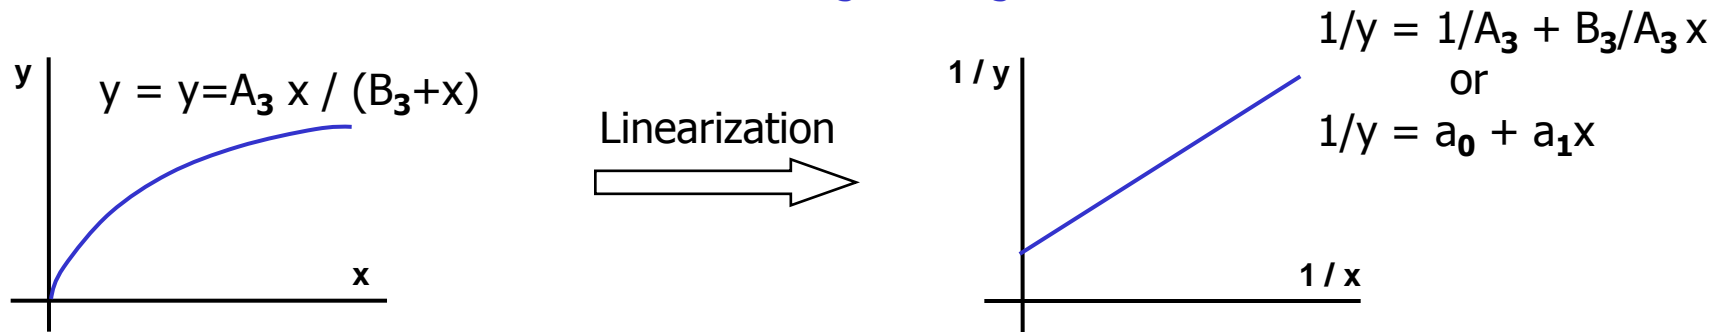 y
y = y=A₃ x / (B₃+x)
x
Linearization
1 / y
1 / x
1/y = 1/A₃ + B₃/A₃ x
or
1/y = a₀ + a₁x